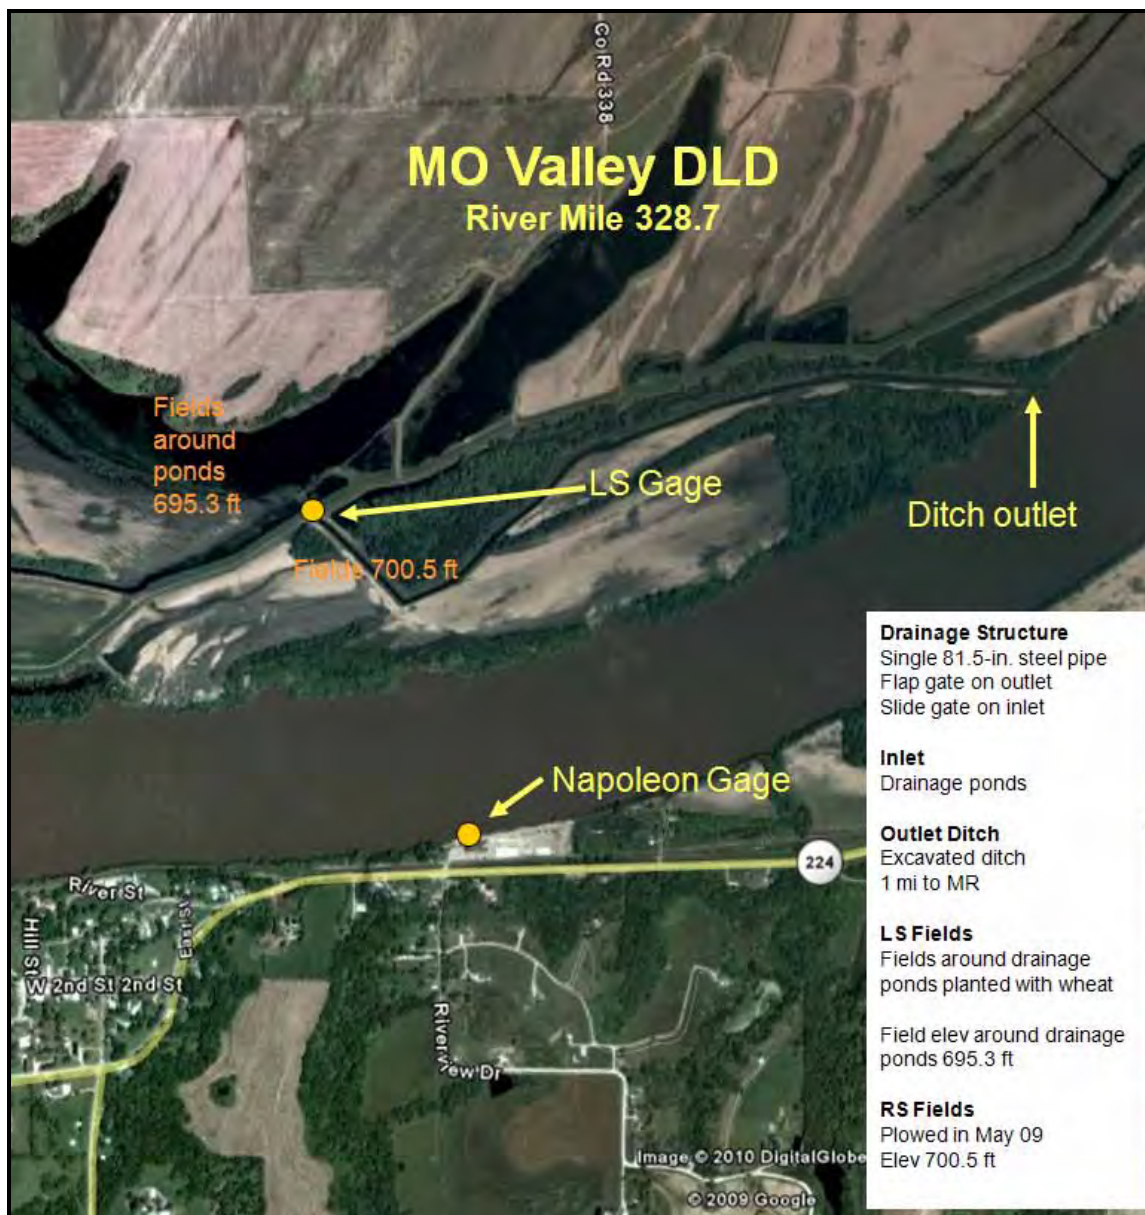 Co Rd 338
MO Valley DLD
River Mile 328.7
Fields
around
ponds
695.3 ft
LS Gage
Ditch outlet
Fields 700.5 ft
Napoleon Gage
224
River St
East St
Hill St
W 2nd St 2nd St
Riverview Dr
Drainage Structure
Single 81.5-in. steel pipe
Flap gate on outlet
Slide gate on inlet
Inlet
Drainage ponds
Outlet Ditch
Excavated ditch
1 mi to MR
LS Fields
Fields around drainage
ponds planted with wheat
Field elev around drainage
ponds 695.3 ft
RS Fields
Plowed in May 09
Elev 700.5 ft
Image © 2010 DigitalGlobe
© 2009 Google